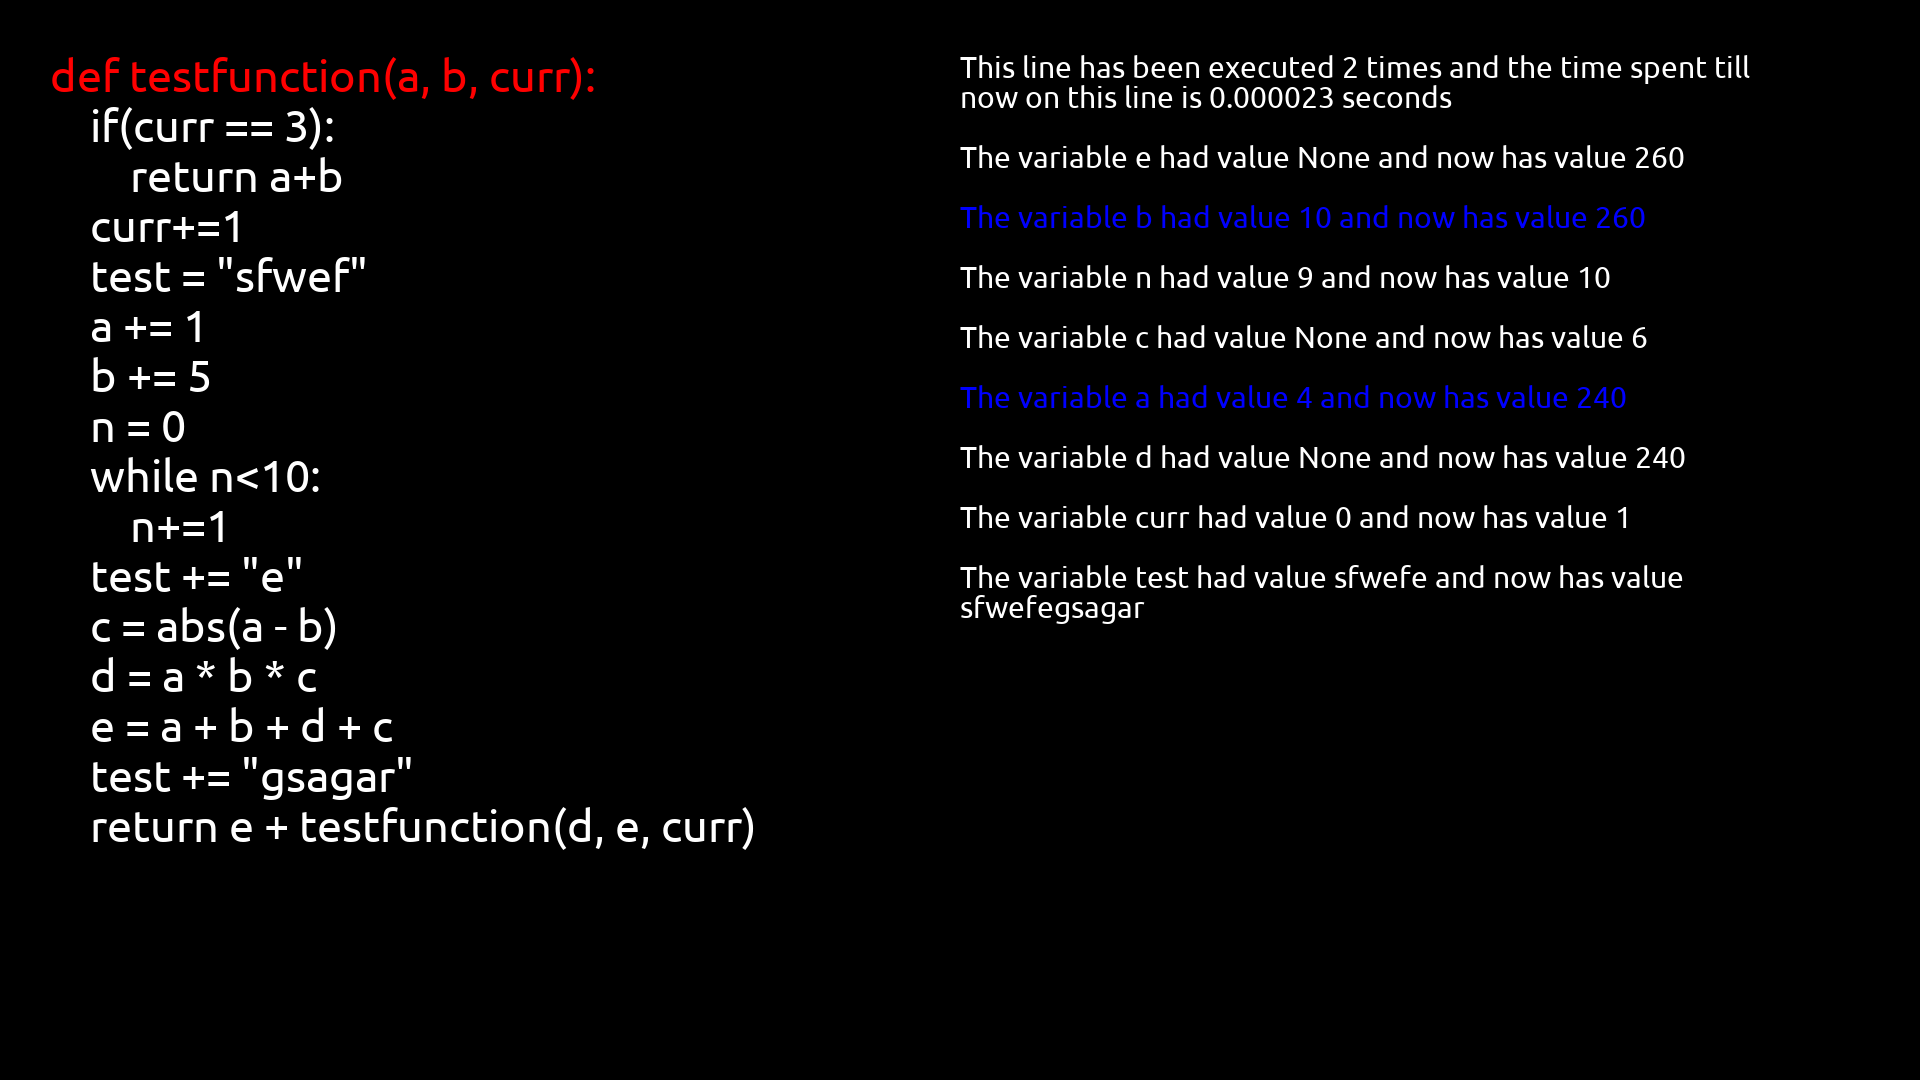 def testfunction(a, b, curr):
    if(curr == 3):
        return a+b
    curr+=1
    test = "sfwef"
    a += 1
    b += 5
    n = 0
    while n<10:
        n+=1
    test += "e"
    c = abs(a - b)
    d = a * b * c
    e = a + b + d + c
    test += "gsagar"
    return e + testfunction(d, e, curr)
This line has been executed 2 times and the time spent till
now on this line is 0.000023 seconds
The variable e had value None and now has value 260
The variable b had value 10 and now has value 260
The variable n had value 9 and now has value 10
The variable c had value None and now has value 6
The variable a had value 4 and now has value 240
The variable d had value None and now has value 240
The variable curr had value 0 and now has value 1
The variable test had value sfwefe and now has value
sfwefegsagar